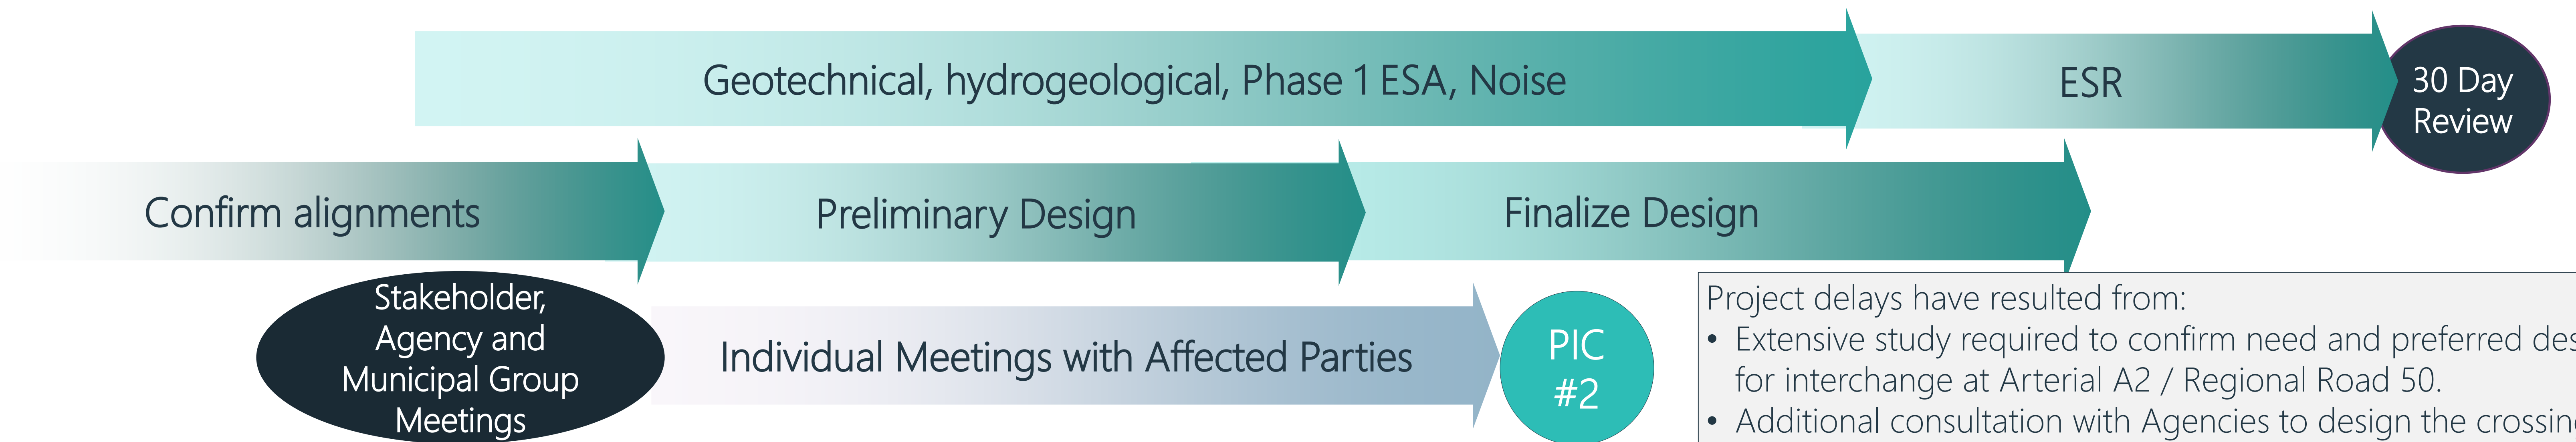 Geotechnical, hydrogeological, Phase 1 ESA, Noise
ESR
30 Day
Review
Confirm alignments
Preliminary Design
Finalize Design
Stakeholder,
Agency and
Municipal Group
Meetings
Individual Meetings with Affected Parties
PIC
#2
Project delays have resulted from:
• Extensive study required to confirm need and preferred
for interchange at Arterial A2 / Regional Road 50.
• Additional consultation with Agencies to design the